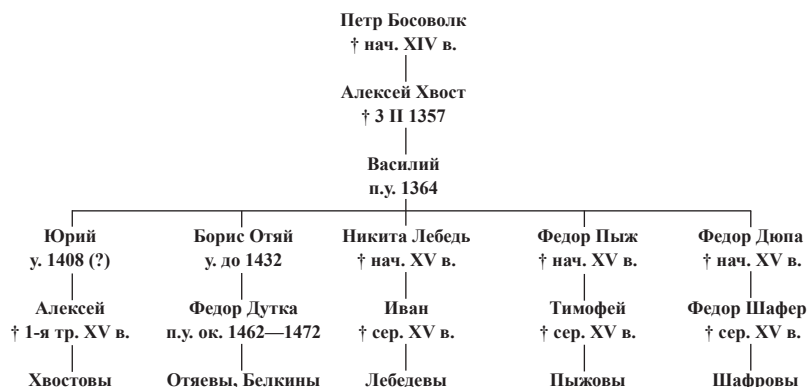 Петр Босоволк
† нач. XIV в.
Алексей Хвост
† 3 II 1357
Василий
п.у. 1364
Юрий Борис Отяй Никита Лебедь Федор Пыж Федор Дюпа
у. 1408 (?) у. до 1432 † нач. XV в. † нач. XV в. † нач. XV в.
Алексей Федор Дутка Иван Тимофей Федор Шафер
† 1-я тр. XV в. п.у. ок. 1462—1472 † сер. XV в. † сер. XV в. † сер. XV в.
Хвостовы Отяевы, Белкины Лебедевы Пыжовы Шафровы